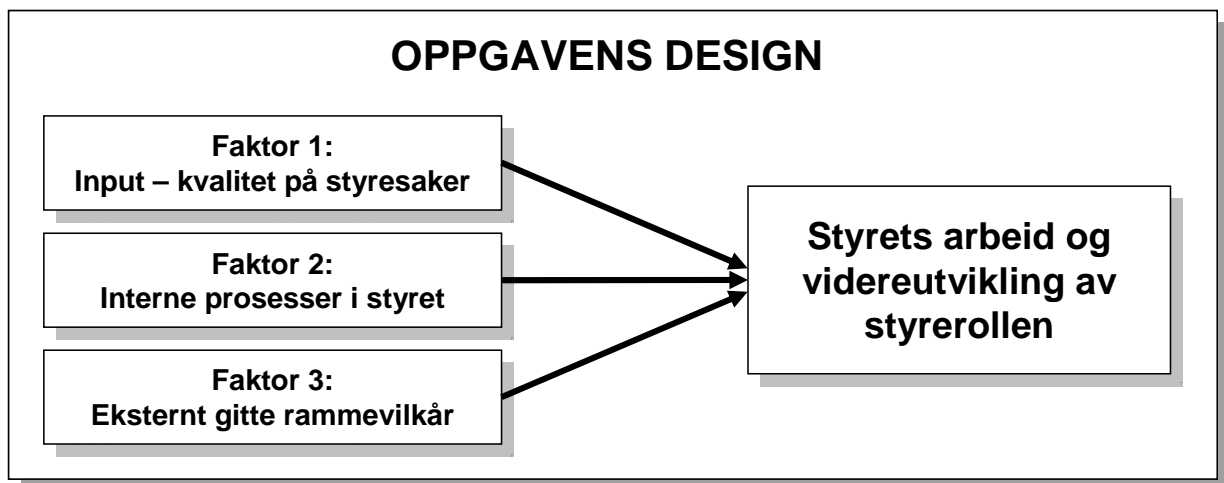 OPPGAVENS DESIGN
Faktor 1:
Input – kvalitet på styresaker
Faktor 2:
Interne prosesser i styret
Faktor 3:
Eksternt gitte rammevilkår
Styrets arbeid og
videreutvikling av
styrerollen